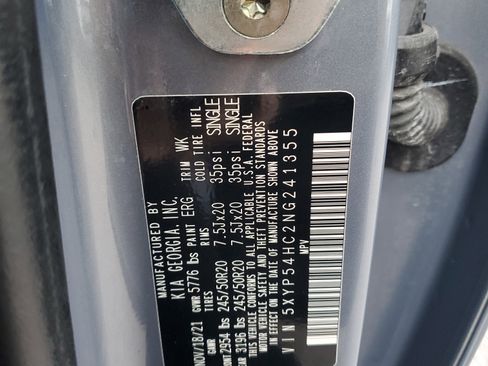 MANUFACTURED BY
KIA GEORGIA, INC.
NOV/18/21 GVWR 5776 lbs PAINT ERG TRIM WK
GAWR TIRES RIMS COLD TIRE INFL
2954 lbs 245/50R20 7.5Jx20 35psi SINGLE
3196 lbs 245/50R20 7.5Jx20 35psi SINGLE
THIS VEHICLE CONFORMS TO ALL APPLICABLE U.S.A. FEDERAL
MOTOR VEHICLE SAFETY AND BUMPER AND THEFT PREVENTION STANDARDS
IN EFFECT ON THE DATE OF MANUFACTURE SHOWN ABOVE
VIN 5XYP54HC2NG241355
MPV